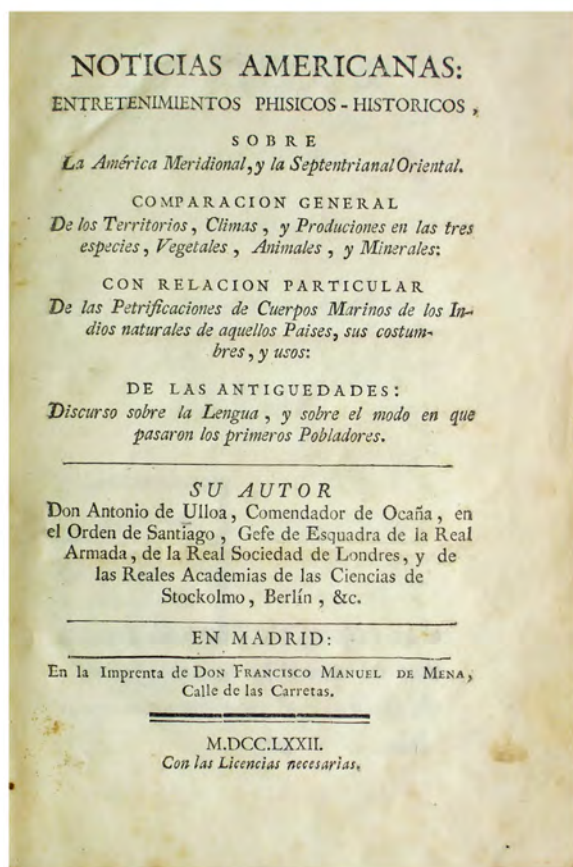 NOTICIAS AMERICANAS:
ENTRETENIMIENTOS PHISICOS-HISTORICOS,
SOBRE
La América Meridional, y la Septentrianal Oriental.
COMPARACION GENERAL
De los Territorios, Climas, y Produciones en las tres
especies, Vegetales, Animales, y Minerales:
CON RELACION PARTICULAR
De las Petrificaciones de Cuerpos Marinos de los In-
dios naturales de aquellos Paises, sus costum-
bres, y usos:
DE LAS ANTIGUEDADES:
Discurso sobre la Lengua, y sobre el modo en que
pasaron los primeros Pobladores.
SU AUTOR
Don Antonio de Ulloa, Comendador de Ocaña, en
el Orden de Santiago, Gefe de Esquadra de la Real
Armada, de la Real Sociedad de Londres, y de
las Reales Academias de las Ciencias de
Stockolmo, Berlín, &c.
EN MADRID:
En la Imprenta de DON FRANCISCO MANUEL DE MENA,
Calle de las Carretas.
M.DCC.LXXII.
Con las Licencias necesarias.